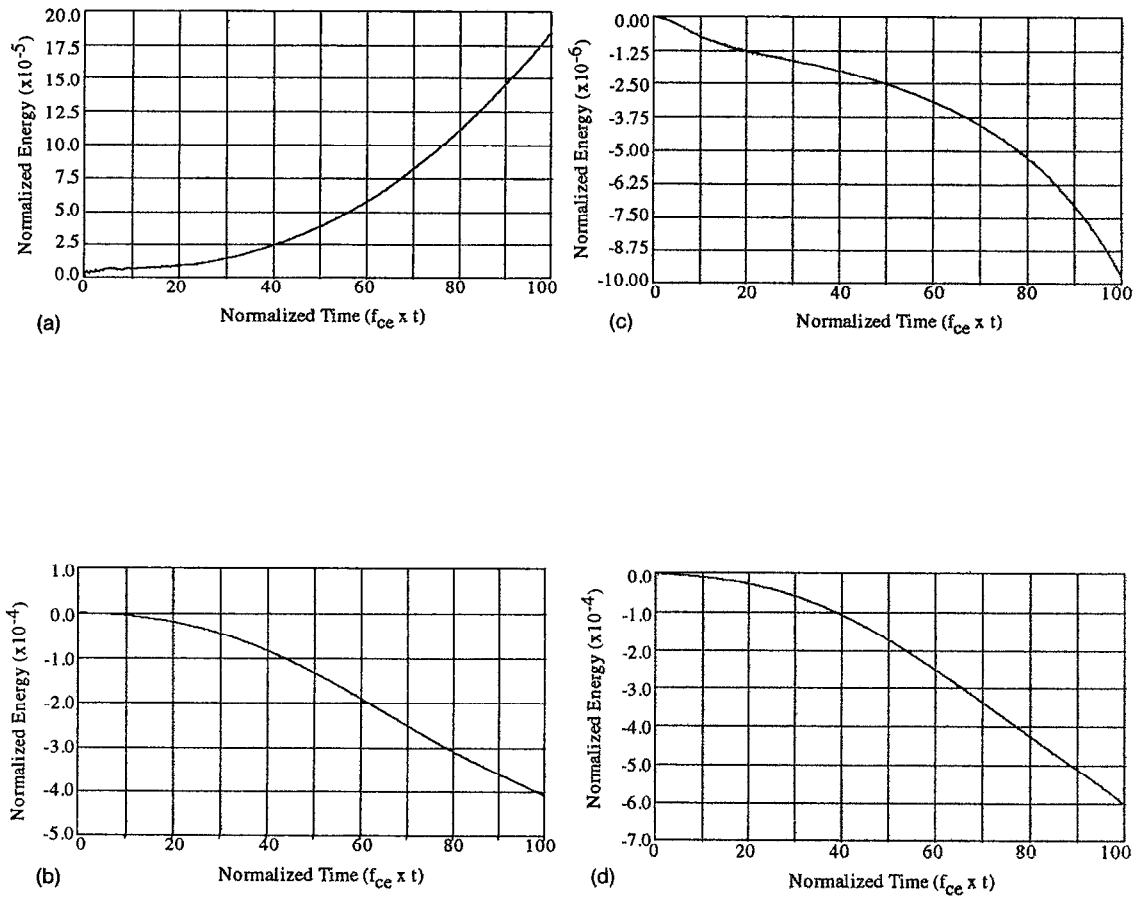 20.0
17.5
15.0
12.5
10.0
7.5
5.0
2.5
0.0
Normalized Energy (x10⁻⁵)
0 20 40 60 80 100
Normalized Time (f_ce x t)
(a)
0.00
-1.25
-2.50
-3.75
-5.00
-6.25
-7.50
-8.75
-10.00
Normalized Energy (x10⁻⁶)
0 20 40 60 80 100
Normalized Time (f_ce x t)
(c)
1.0
0.0
-1.0
-2.0
-3.0
-4.0
-5.0
Normalized Energy (x10⁻⁴)
0 20 40 60 80 100
Normalized Time (f_ce x t)
(b)
0.0
-1.0
-2.0
-3.0
-4.0
-5.0
-6.0
-7.0
Normalized Energy (x10⁻⁴)
0 20 40 60 80 100
Normalized Time (f_ce x t)
(d)